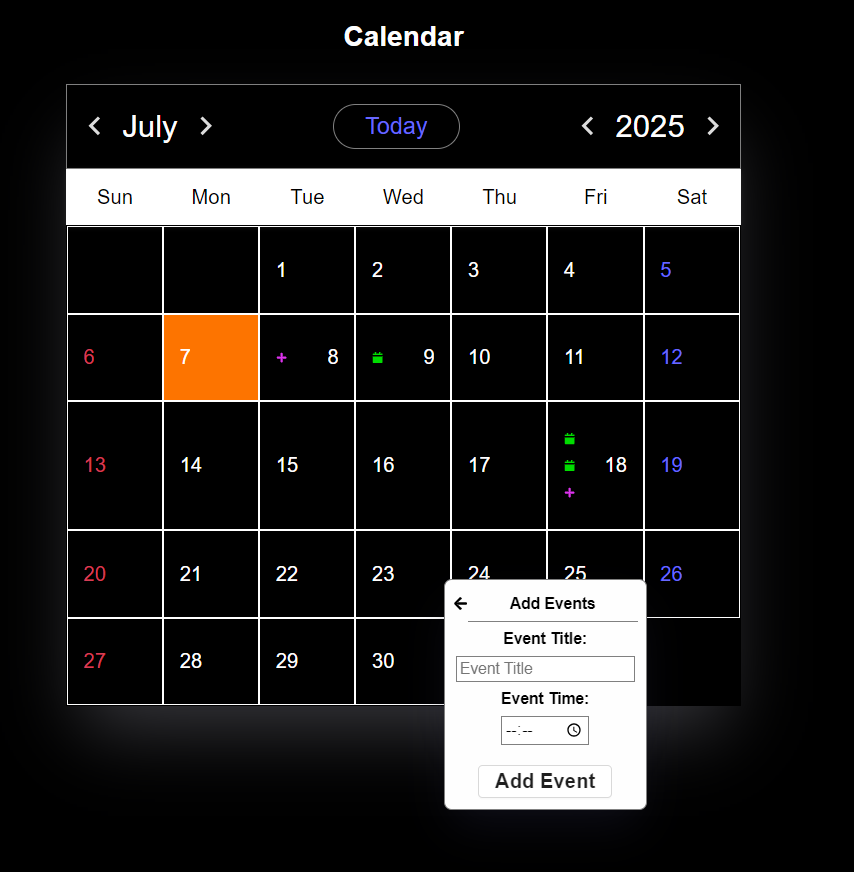 Calendar
July Today 2025
Sun Mon Tue Wed Thu Fri Sat
1 2 3 4 5
6 7 8 9 10 11 12
13 14 15 16 17 18 19
20 21 22 23 24 25 26
27 28 29 30
Add Events
Event Title:
Event Title
Event Time:
--:--
Add Event